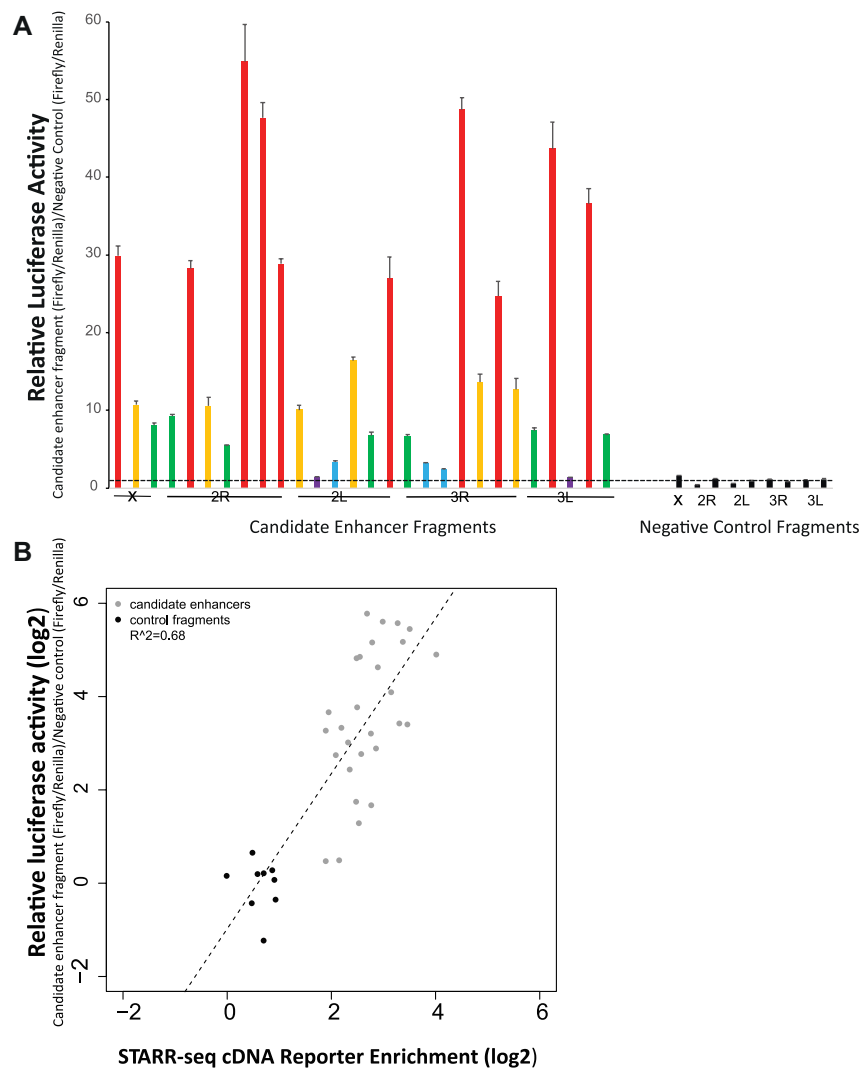 A
Relative Luciferase Activity
Candidate enhancer fragment (Firefly/Renilla)/Negative Control (Firefly/Renilla)
60
50
40
30
20
10
0
X 2R 2L 3R 3L
X 2R 2L 3R 3L
Candidate Enhancer Fragments
Negative Control Fragments
B
Relative luciferase activity (log2)
Candidate enhancer fragment (Firefly/Renilla)/Negative control (Firefly/Renilla)
6
4
2
0
−2
candidate enhancers
control fragments
R^2=0.68
−2 0 2 4 6
STARR-seq cDNA Reporter Enrichment (log2)